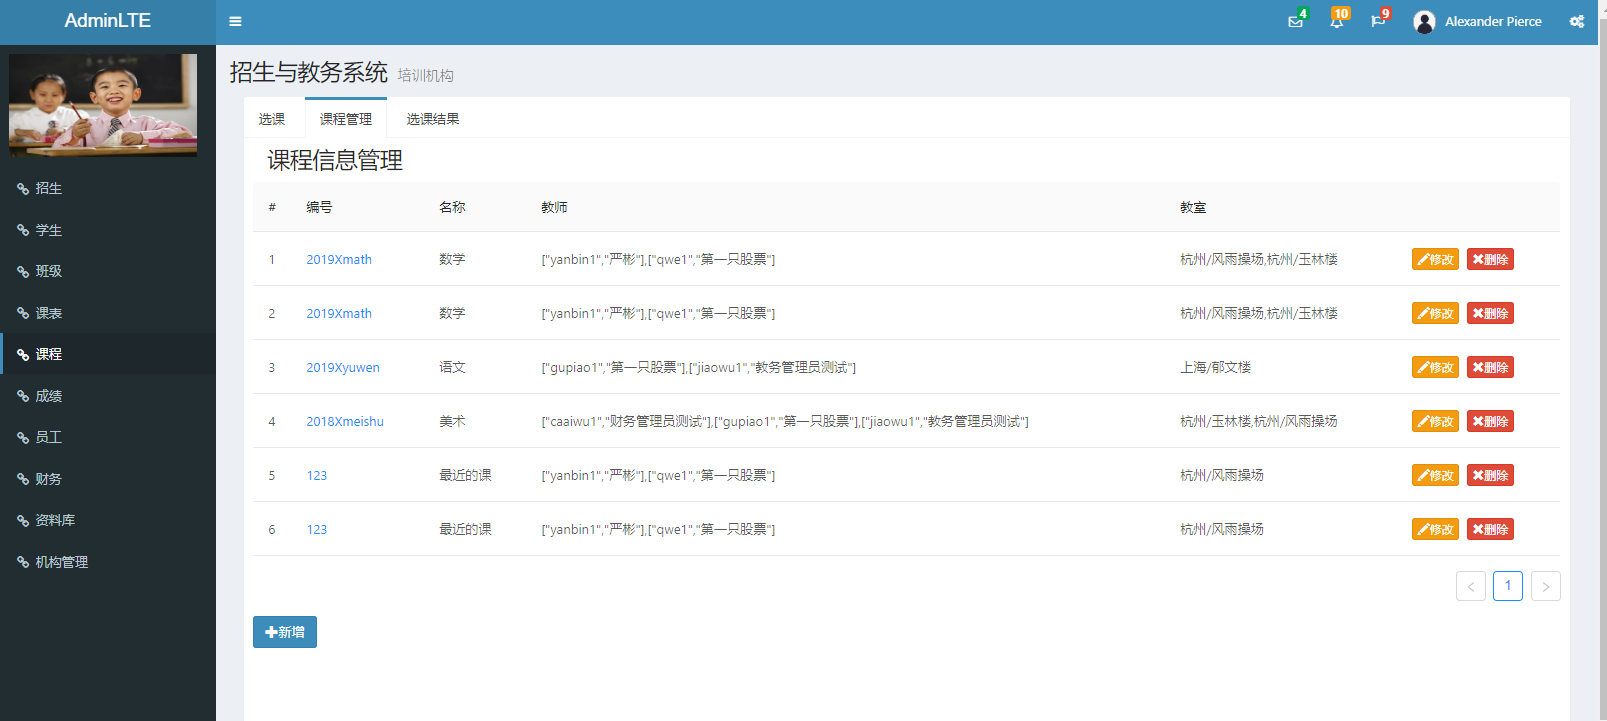 AdminLTE
4
10
9
Alexander Pierce
招生与教务系统 培训机构
招生
学生
班级
课表
课程
成绩
员工
财务
资料库
机构管理
选课 课程管理 选课结果
课程信息管理
# 编号 名称 教师 教室
1 2019Xmath 数学 ["yanbin1","严彬"],["qwe1","第一只股票"] 杭州/风雨操场,杭州/玉林楼 修改 删除
2 2019Xmath 数学 ["yanbin1","严彬"],["qwe1","第一只股票"] 杭州/风雨操场,杭州/玉林楼 修改 删除
3 2019Xyuwen 语文 ["gupiao1","第一只股票"],["jiaowu1","教务管理员测试"] 上海/郁文楼 修改 删除
4 2018Xmeishu 美术 ["caaiwu1","财务管理员测试"],["gupiao1","第一只股票"],["jiaowu1","教务管理员测试"] 杭州/玉林楼,杭州/风雨操场 修改 删除
5 123 最近的课 ["yanbin1","严彬"],["qwe1","第一只股票"] 杭州/风雨操场 修改 删除
6 123 最近的课 ["yanbin1","严彬"],["qwe1","第一只股票"] 杭州/风雨操场 修改 删除
< 1 >
新增